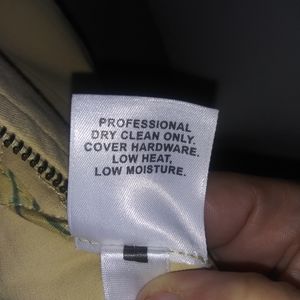 PROFESSIONAL
DRY CLEAN ONLY.
COVER HARDWARE.
LOW HEAT,
LOW MOISTURE.